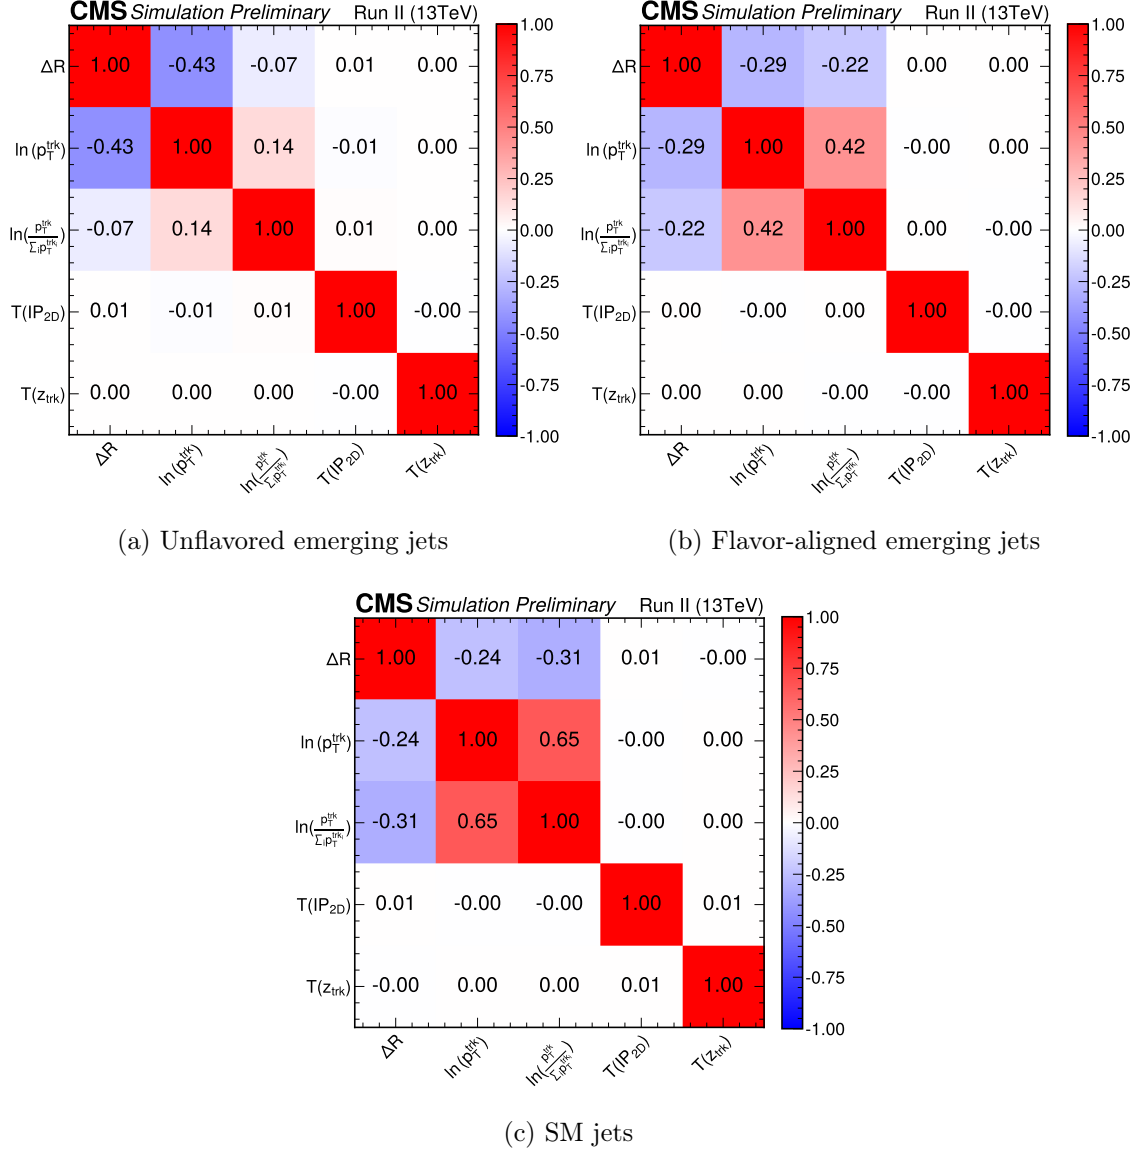 CMS Simulation Preliminary Run II (13TeV)
ΔR 1.00 -0.43 -0.07 0.01 0.00
ln (p_T^trk) -0.43 1.00 0.14 -0.01 0.00
ln(p_T^trk / Σ_i p_T^trk_i) -0.07 0.14 1.00 0.01 0.00
T(IP_2D) 0.01 -0.01 0.01 1.00 -0.00
T(z_trk) 0.00 0.00 0.00 -0.00 1.00
ΔR ln (p_T^trk) ln(p_T^trk / Σ_i p_T^trk_i) T(IP_2D) T(z_trk)
1.00
0.75
0.50
0.25
0.00
-0.25
-0.50
-0.75
-1.00
(a) Unflavored emerging jets
CMS Simulation Preliminary Run II (13TeV)
ΔR 1.00 -0.29 -0.22 0.00 0.00
ln (p_T^trk) -0.29 1.00 0.42 -0.00 0.00
ln(p_T^trk / Σ_i p_T^trk_i) -0.22 0.42 1.00 0.00 -0.00
T(IP_2D) 0.00 -0.00 0.00 1.00 -0.00
T(z_trk) 0.00 0.00 -0.00 -0.00 1.00
ΔR ln (p_T^trk) ln(p_T^trk / Σ_i p_T^trk_i) T(IP_2D) T(z_trk)
1.00
0.75
0.50
0.25
0.00
-0.25
-0.50
-0.75
-1.00
(b) Flavor-aligned emerging jets
CMS Simulation Preliminary Run II (13TeV)
ΔR 1.00 -0.24 -0.31 0.01 -0.00
ln (p_T^trk) -0.24 1.00 0.65 -0.00 0.00
ln(p_T^trk / Σ_i p_T^trk_i) -0.31 0.65 1.00 -0.00 0.00
T(IP_2D) 0.01 -0.00 -0.00 1.00 0.01
T(z_trk) -0.00 0.00 0.00 0.01 1.00
ΔR ln (p_T^trk) ln(p_T^trk / Σ_i p_T^trk_i) T(IP_2D) T(z_trk)
1.00
0.75
0.50
0.25
0.00
-0.25
-0.50
-0.75
-1.00
(c) SM jets